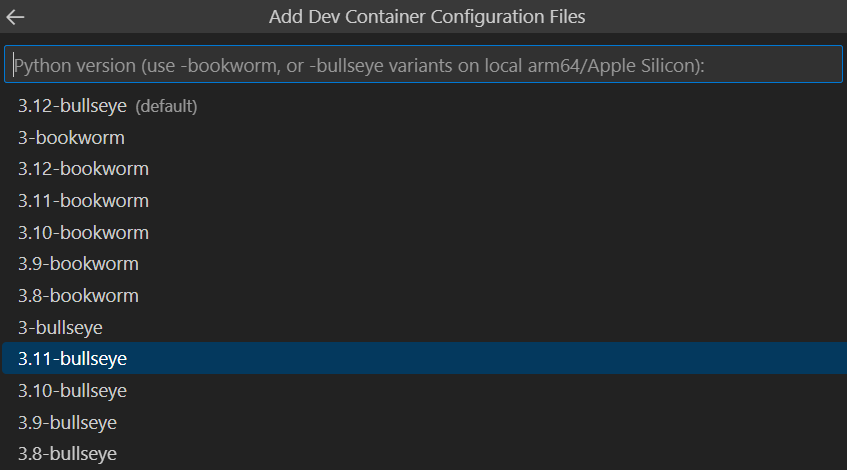 Add Dev Container Configuration Files
Python version (use -bookworm, or -bullseye variants on local arm64/Apple Silicon):
3.12-bullseye (default)
3-bookworm
3.12-bookworm
3.11-bookworm
3.10-bookworm
3.9-bookworm
3.8-bookworm
3-bullseye
3.11-bullseye
3.10-bullseye
3.9-bullseye
3.8-bullseye